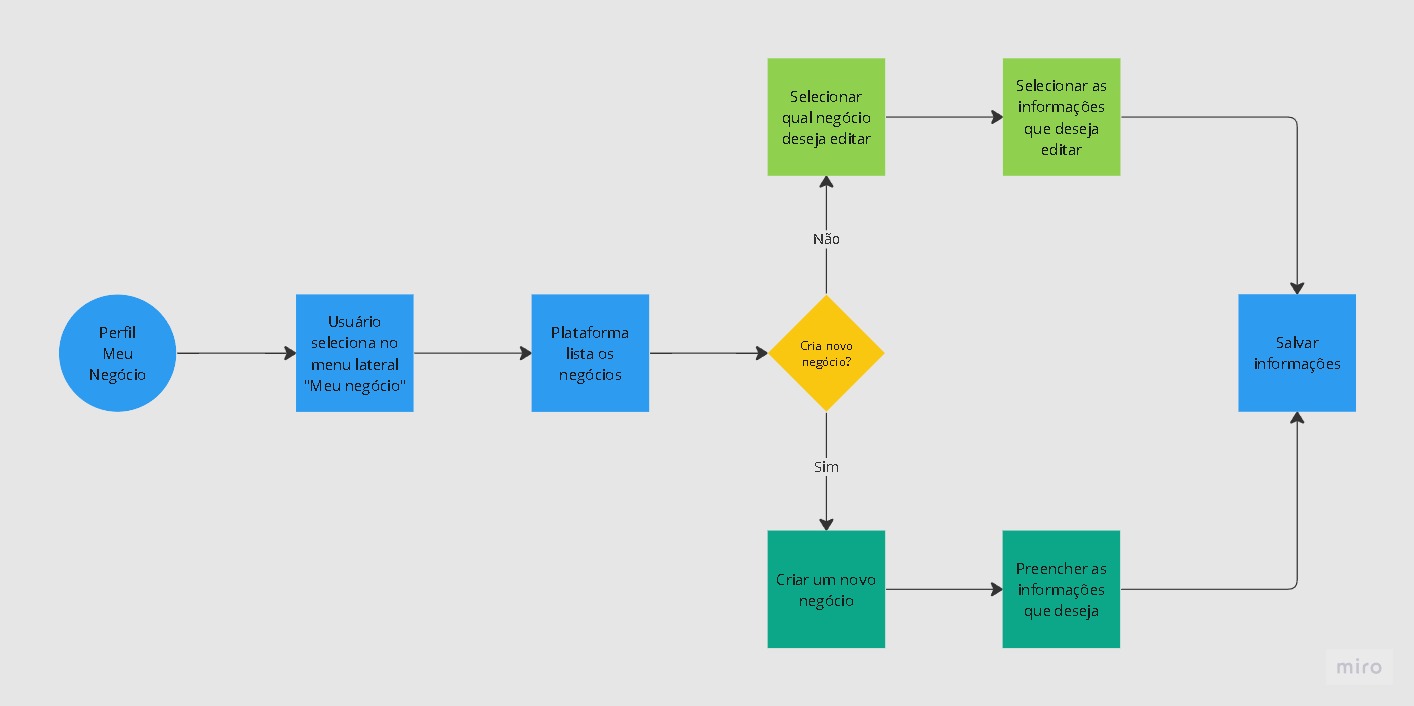 Perfil
Meu
Negócio
Usuário
seleciona no
menu lateral
"Meu negócio"
Plataforma
lista os
negócios
Cria novo
negócio?
Não
Selecionar
qual negócio
deseja editar
Selecionar as
informações
que deseja
editar
Sim
Criar um novo
negócio
Preencher as
informações
que deseja
Salvar
informações
miro